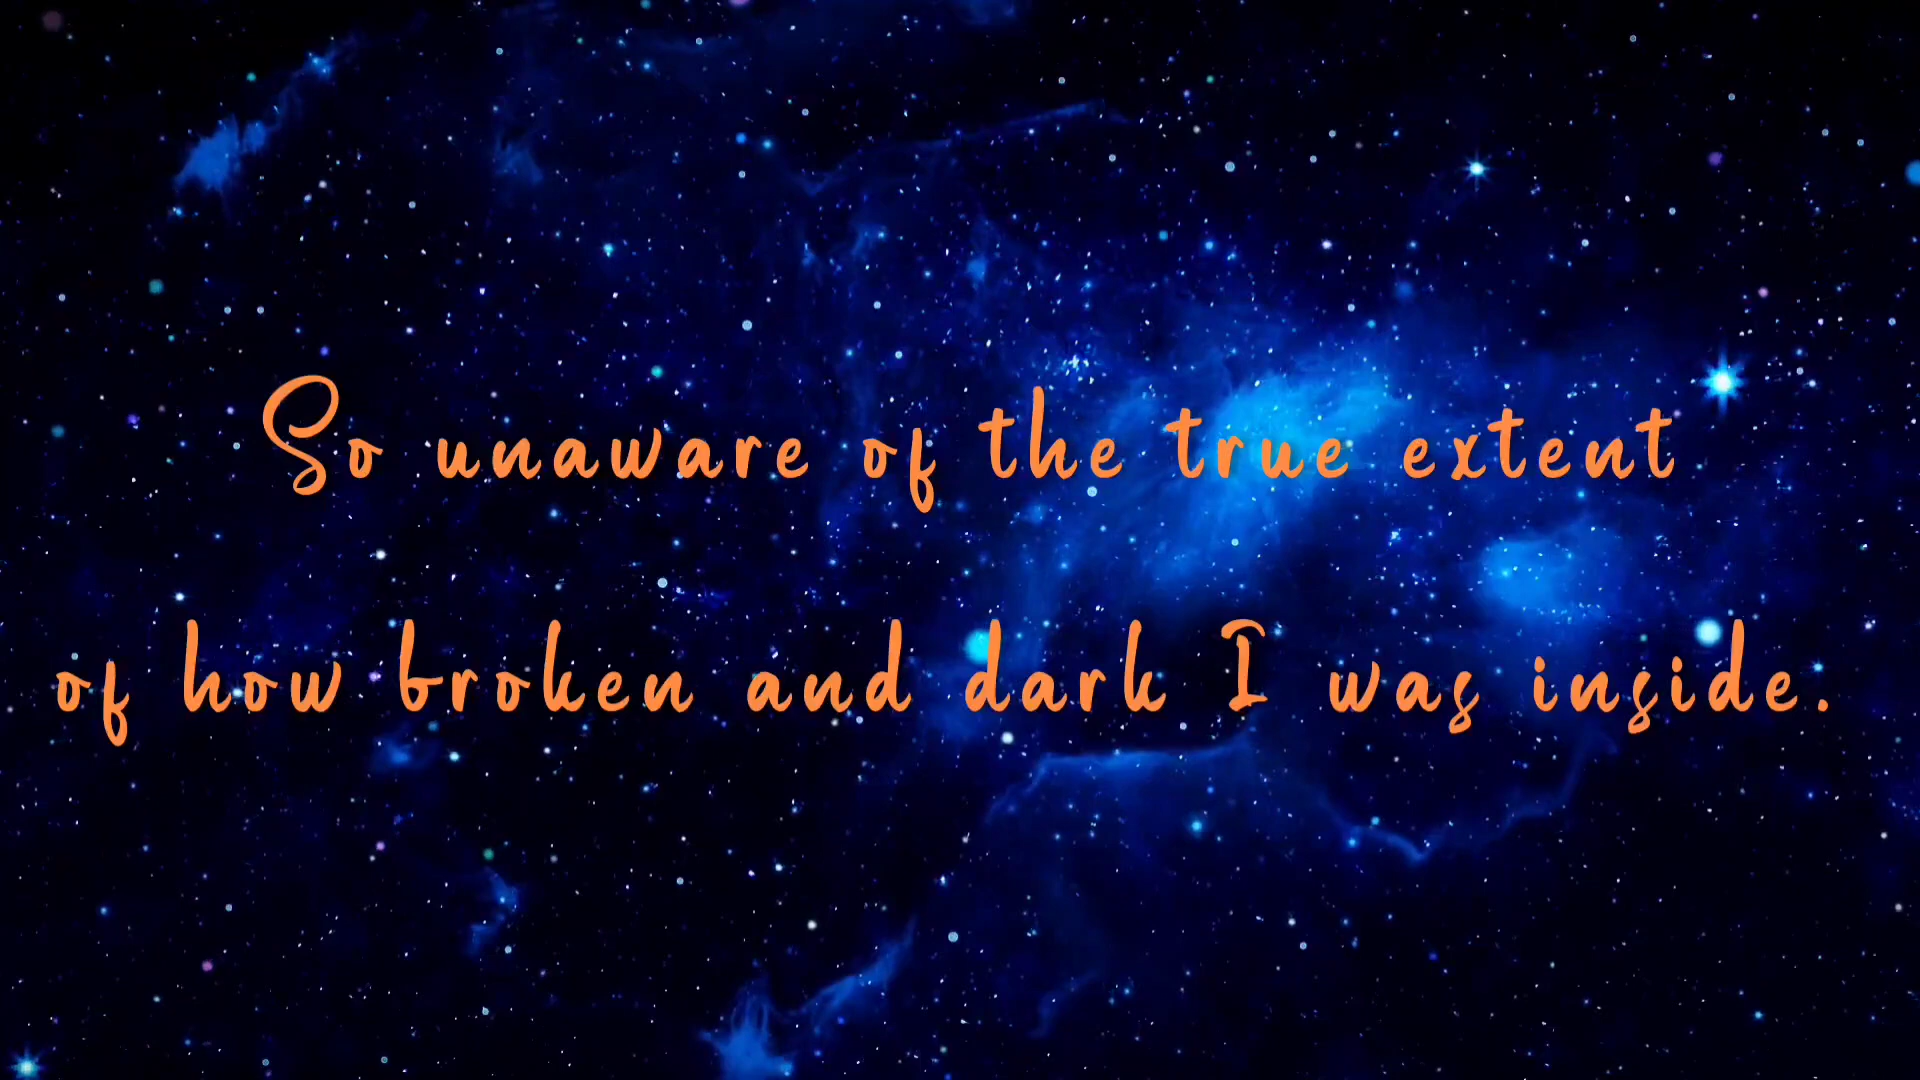 So unaware of the true extent
of how broken and dark I was inside.